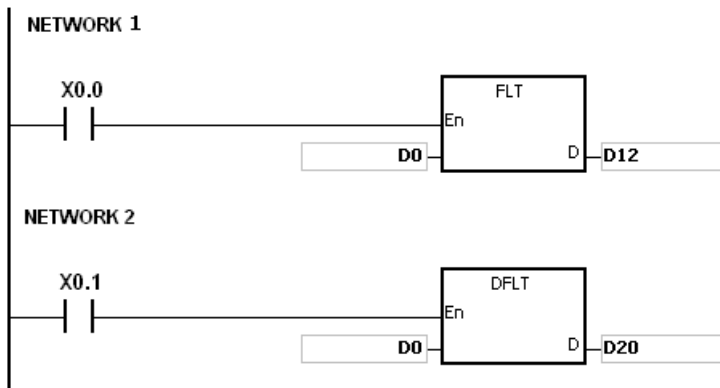 NETWORK 1
X0.0
FLT
En
D0 D D12
NETWORK 2
X0.1
DFLT
En
D0 D D20